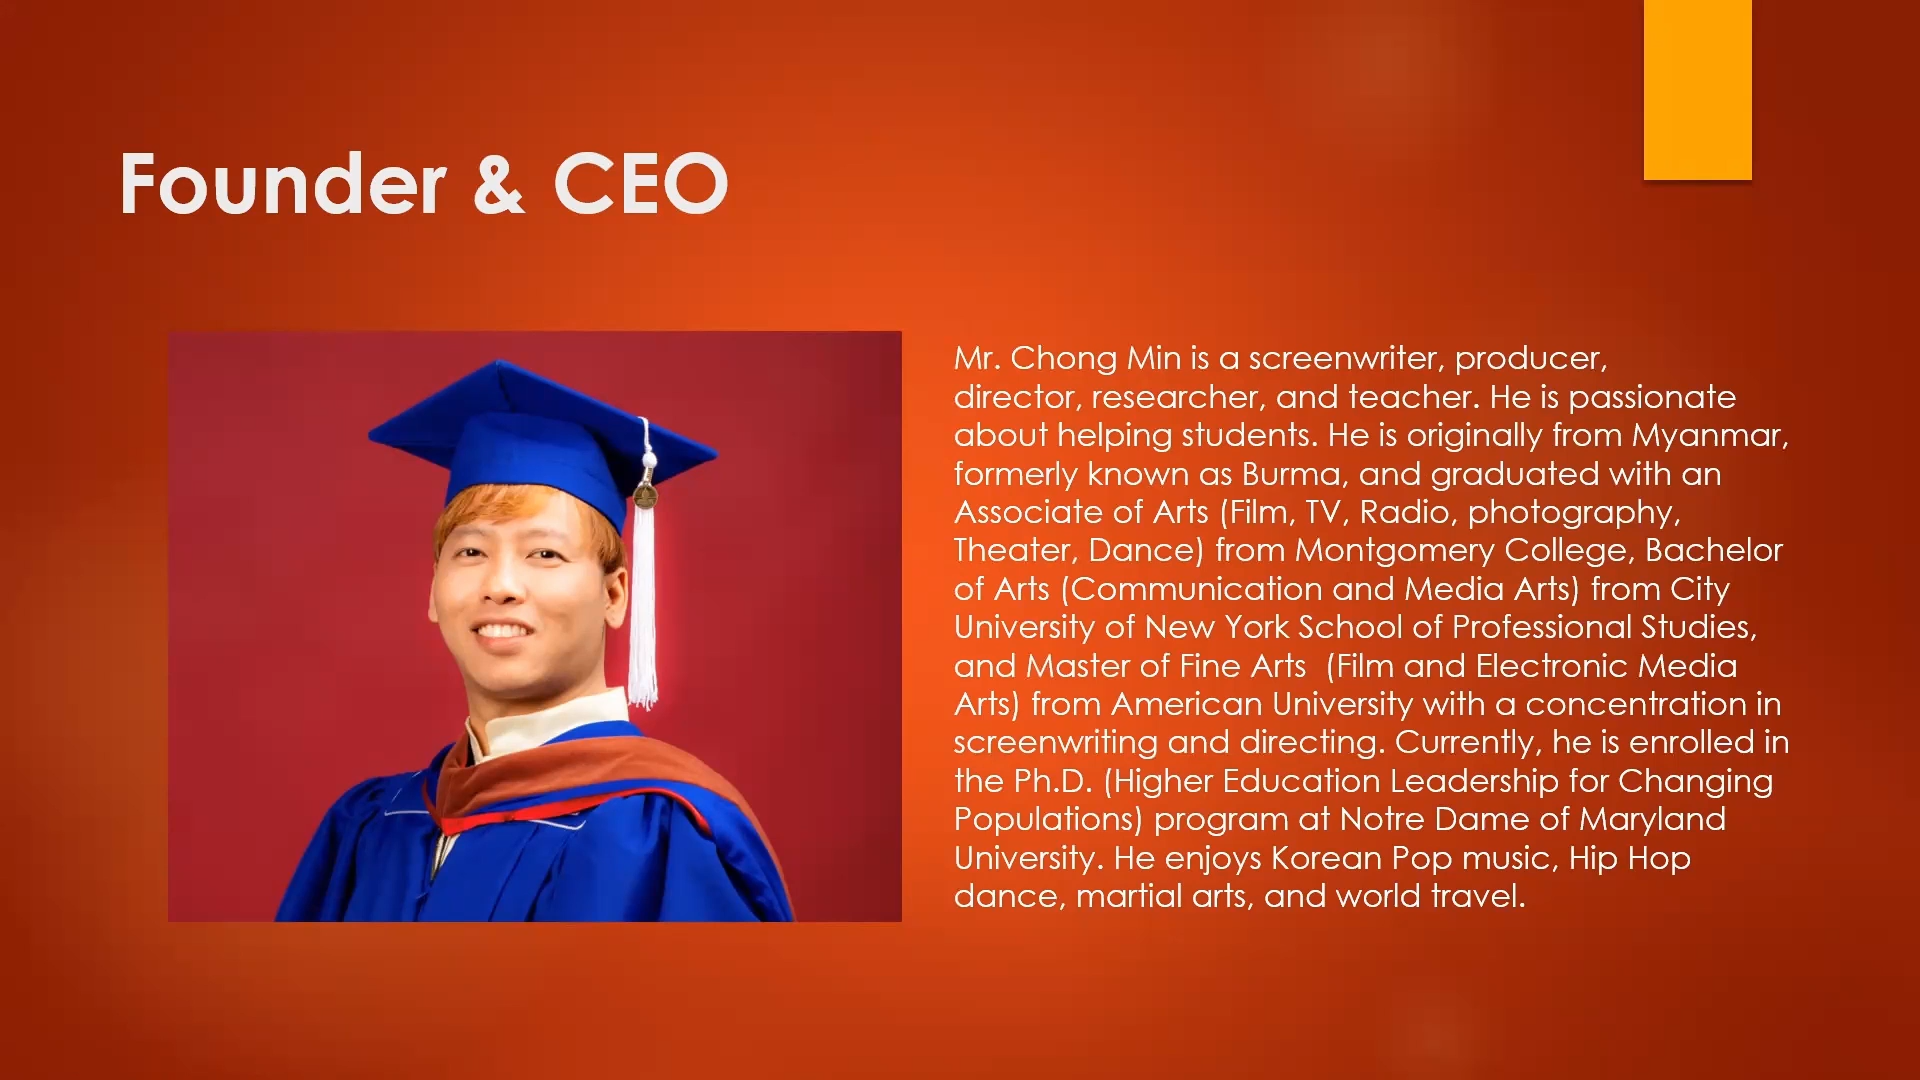 Founder & CEO
Mr. Chong Min is a screenwriter, producer,
director, researcher, and teacher. He is passionate
about helping students. He is originally from Myanmar,
formerly known as Burma, and graduated with an
Associate of Arts (Film, TV, Radio, photography,
Theater, Dance) from Montgomery College, Bachelor
of Arts (Communication and Media Arts) from City
University of New York School of Professional Studies,
and Master of Fine Arts  (Film and Electronic Media
Arts) from American University with a concentration in
screenwriting and directing. Currently, he is enrolled in
the Ph.D. (Higher Education Leadership for Changing
Populations) program at Notre Dame of Maryland
University. He enjoys Korean Pop music, Hip Hop
dance, martial arts, and world travel.